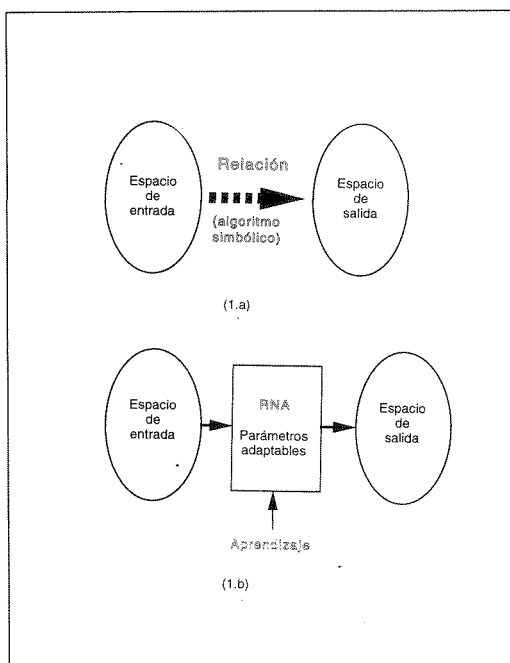 Relación
Espacio
de
entrada
Espacio
de
salida
(algoritmo
simbólico)
(1.a)
Espacio
de
entrada
RNA
Parámetros
adaptables
Espacio
de
salida
Aprendizaje
(1.b)